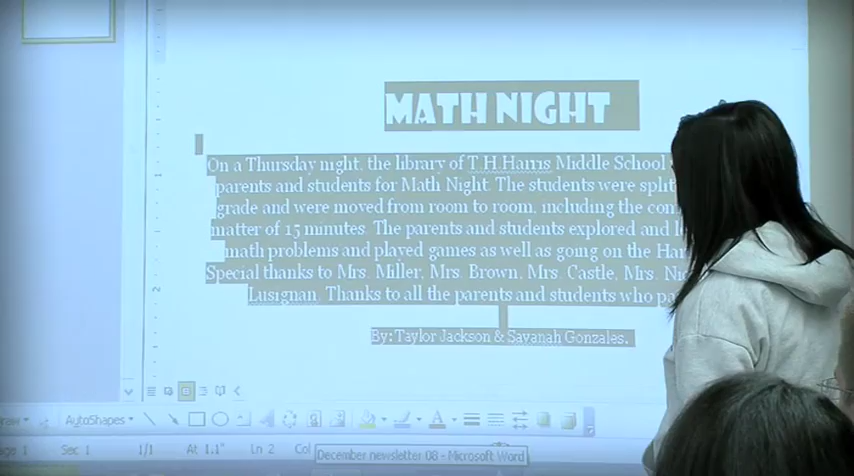 MATH NIGHT
On a Thursday night, the library of T.H.Harris Middle School
parents and students for Math Night. The students were split
grade and were moved from room to room, including the
matter of 15 minutes. The parents and students explored and
math problems and played games as well as going on the
Special thanks to Mrs. Miller, Mrs. Brown, Mrs. Castle, Mrs.
Lusignan. Thanks to all the parents and students who
By: Taylor Jackson & Savanah Gonzales.
AutoShapes
Page 1 Sec 1 1/1 At 1.1" Ln 2 Col
December newsletter 08 - Microsoft Word